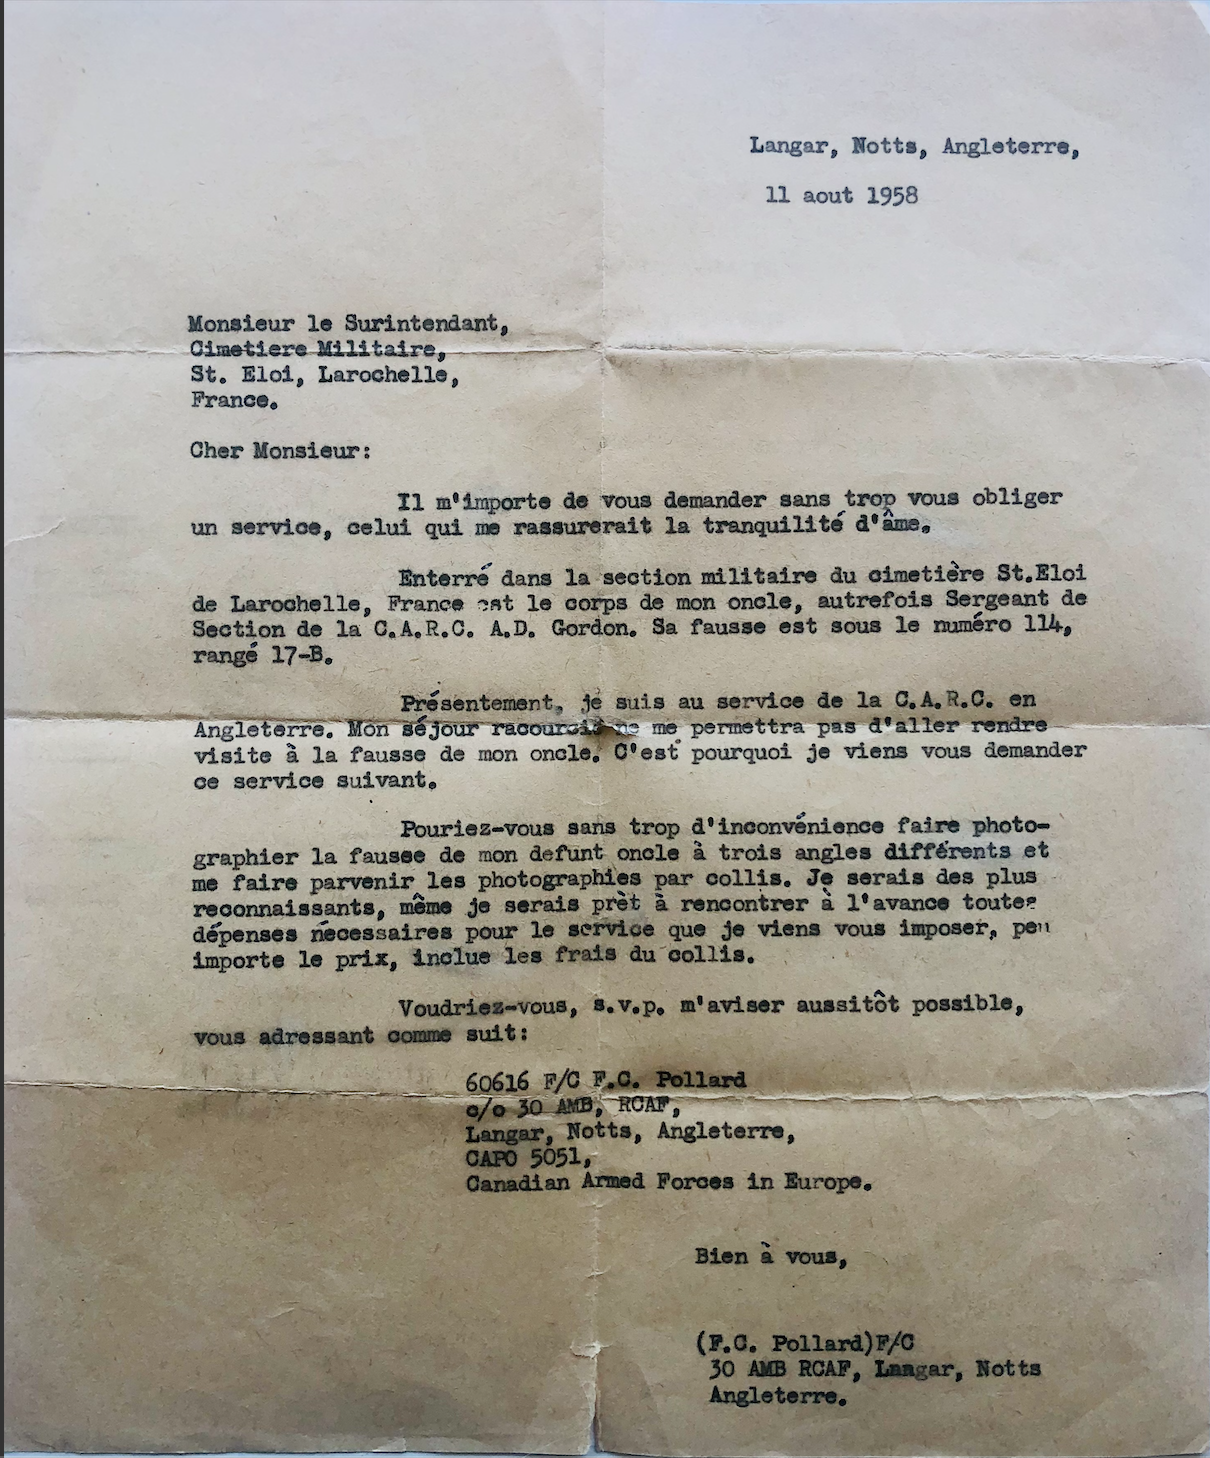 Langar, Notts, Angleterre,
11 aout 1958
Monsieur le Surintendant,
Cimetiere Militaire,
St. Eloi, Larochelle,
France.
Cher Monsieur:
Il m'importe de vous demander sans trop vous obliger
un service, celui qui me rassurerait la tranquilité d'âme.
Enterré dans la section militaire du cimetière St.Eloi
de Larochelle, France est le corps de mon oncle, autrefois Sergeant de
Section de la C.A.R.C. A.D. Gordon. Sa fausse est sous le numéro 114,
rangé 17-B.
Présentement, je suis au service de la C.A.R.C. en
Angleterre. Mon séjour racourcit ne me permettra pas d'aller rendre
visite à la fausse de mon oncle. C'est pourquoi je viens vous demander
ce service suivant.
Pouriez-vous sans trop d'inconvénience faire photo-
graphier la fausse de mon defunt oncle à trois angles différents et
me faire parvenir les photographies par collis. Je serais des plus
reconnaissants, même je serais prèt à rencontrer à l'avance toutes
dépenses nécessaires pour le service que je viens vous imposer, peu
importe le prix, inclue les frais du collis.
Voudriez-vous, s.v.p. m'aviser aussitôt possible,
vous adressant comme suit:
60616 F/C F.C. Pollard
c/o 30 AMB, RCAF,
Langar, Notts, Angleterre,
CAPO 5051,
Canadian Armed Forces in Europe.
Bien à vous,
(F.C. Pollard)F/C
30 AMB RCAF, Langar, Notts
Angleterre.